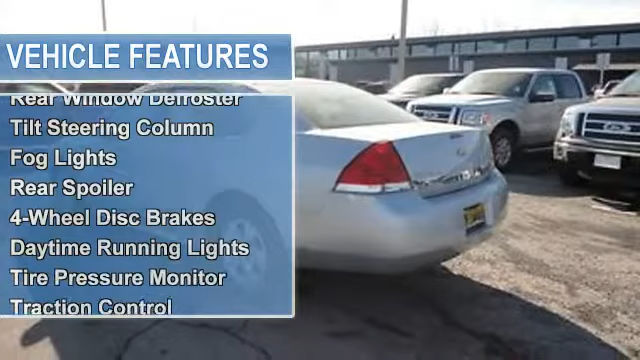 VEHICLE FEATURES
Rear Window Defroster
Tilt Steering Column
Fog Lights
Rear Spoiler
4-Wheel Disc Brakes
Daytime Running Lights
Tire Pressure Monitor
Traction Control